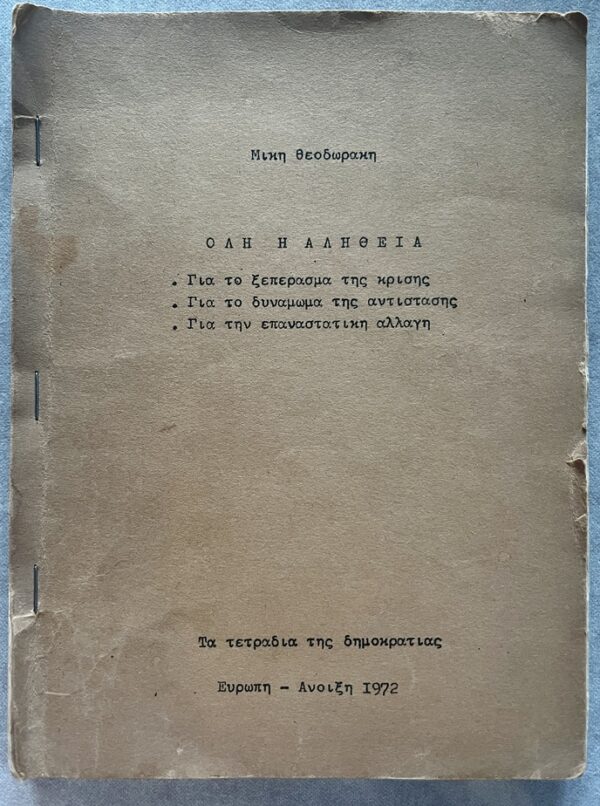 Μικη Θεοδωρακη
ΟΛΗ Η ΑΛΗΘΕΙΑ
. Για το ξεπερασμα της κρισης
. Για το δυναμωμα της αντιστασης
. Για την επαναστατικη αλλαγη
Τα τετραδια της δημοκρατιας
Ευρωπη - Ανοιξη 1972